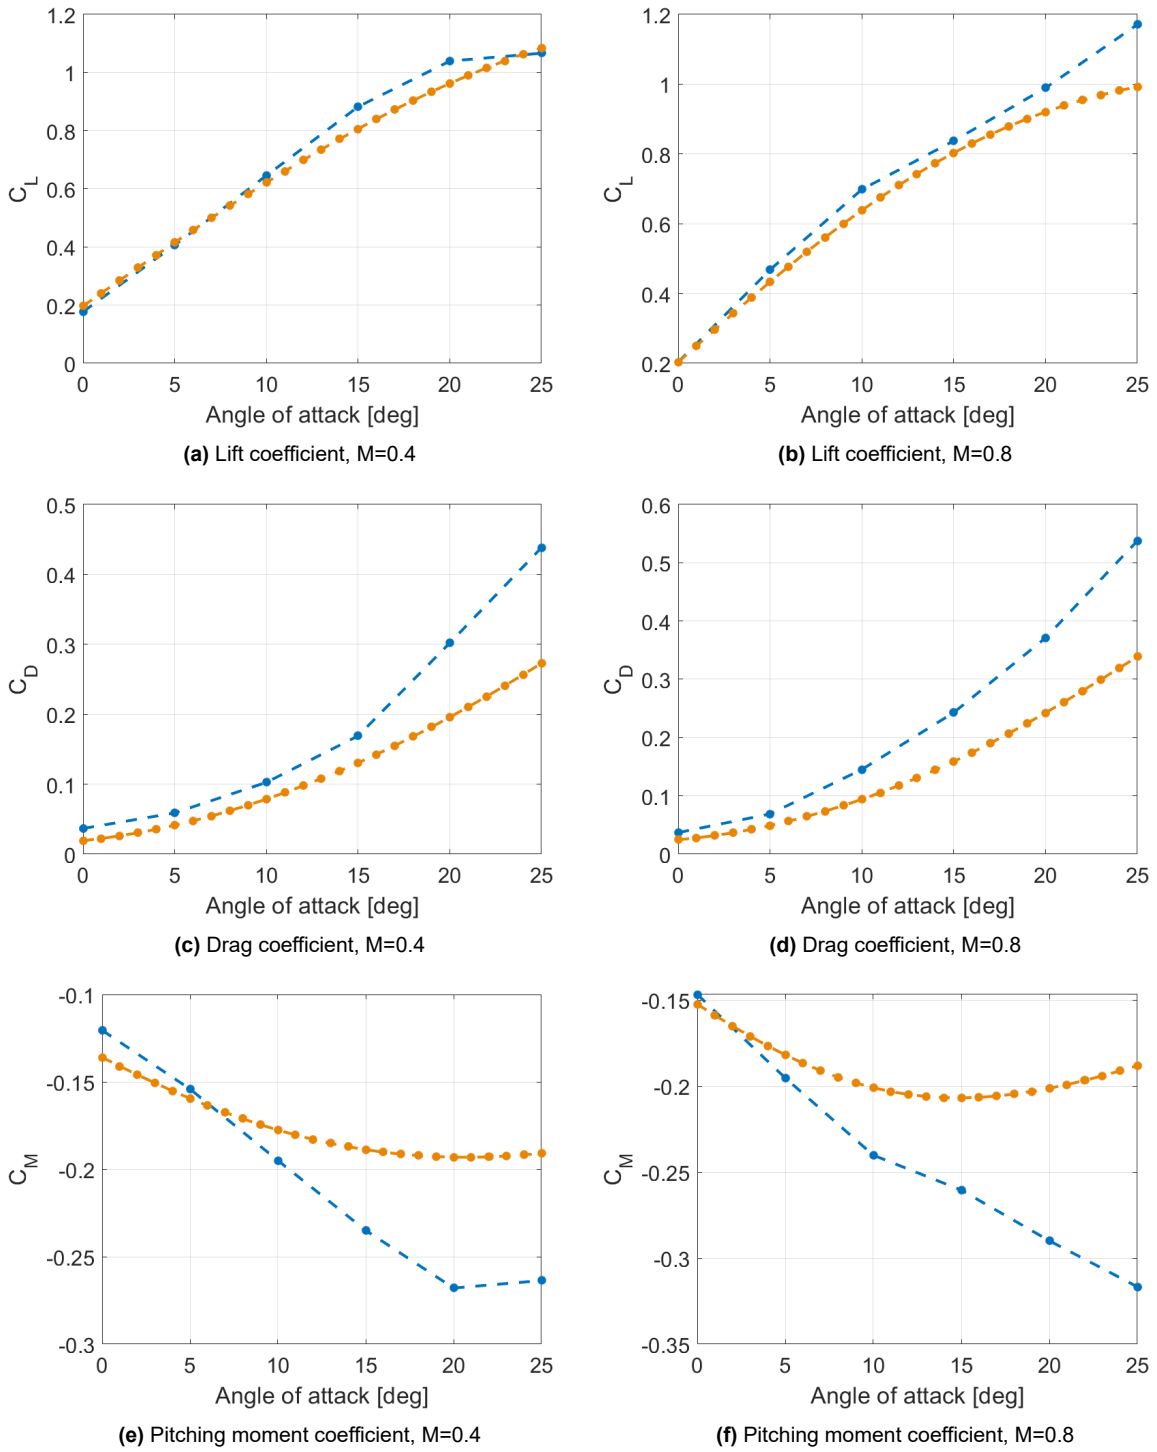 1.2
1
0.8
0.6
0.4
0.2
0
C_L
0 5 10 15 20 25
Angle of attack [deg]
(a) Lift coefficient, M=0.4
1.2
1
0.8
0.6
0.4
0.2
C_L
0 5 10 15 20 25
Angle of attack [deg]
(b) Lift coefficient, M=0.8
0.5
0.4
0.3
0.2
0.1
0
C_D
0 5 10 15 20 25
Angle of attack [deg]
(c) Drag coefficient, M=0.4
0.6
0.5
0.4
0.3
0.2
0.1
0
C_D
0 5 10 15 20 25
Angle of attack [deg]
(d) Drag coefficient, M=0.8
-0.1
-0.15
-0.2
-0.25
-0.3
C_M
0 5 10 15 20 25
Angle of attack [deg]
(e) Pitching moment coefficient, M=0.4
-0.15
-0.2
-0.25
-0.3
-0.35
C_M
0 5 10 15 20 25
Angle of attack [deg]
(f) Pitching moment coefficient, M=0.8